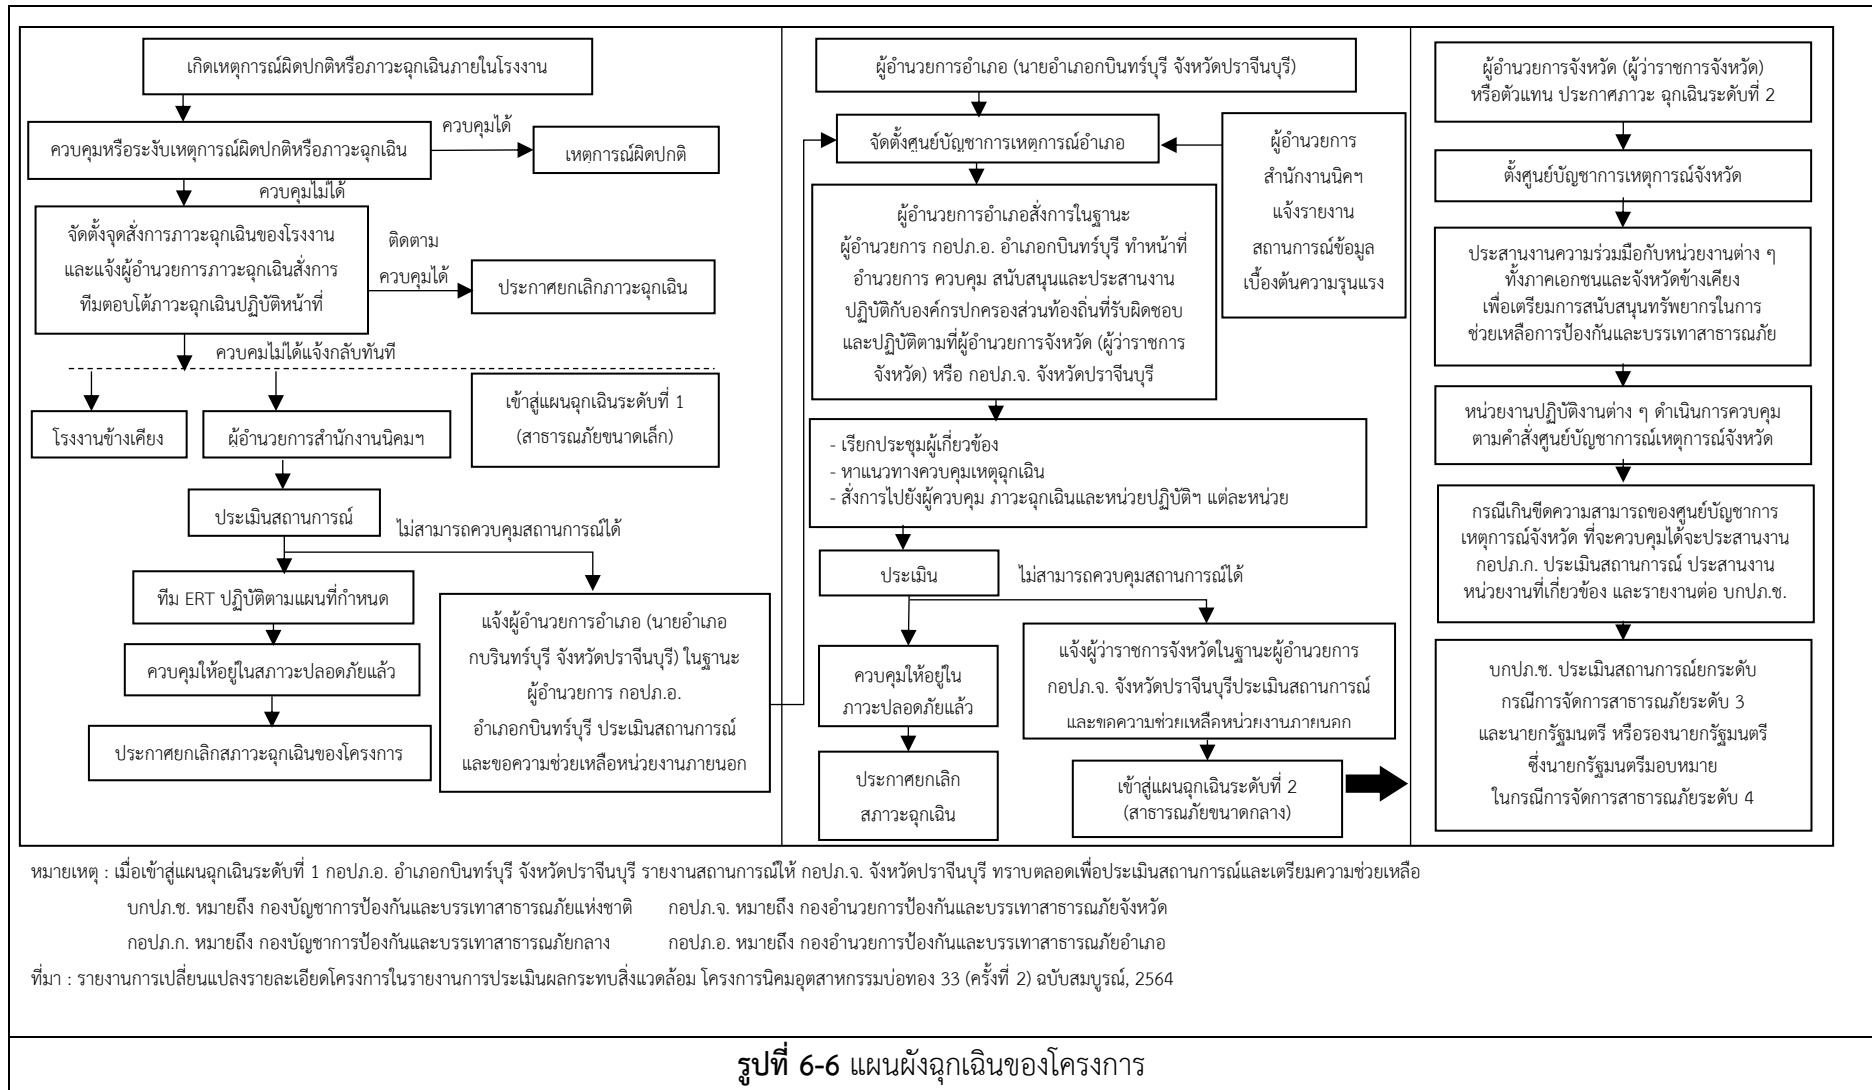 เกิดเหตุการณ์ผิดปกติหรือภาวะฉุกเฉินภายในโรงงาน
ควบคุมหรือระงับเหตุการณ์ผิดปกติหรือภาวะฉุกเฉิน
ควบคุมได้
เหตุการณ์ผิดปกติ
ควบคุมไม่ได้
จัดตั้งจุดสั่งการภาวะฉุกเฉินของโรงงาน
และแจ้งผู้อำนวยการภาวะฉุกเฉินสั่งการ
ทีมตอบโต้ภาวะฉุกเฉินปฏิบัติหน้าที่
ติดตาม
ควบคุมได้
ประกาศยกเลิกภาวะฉุกเฉิน
ควบคมไม่ได้แจ้งกลับทันที
โรงงานข้างเคียง
ผู้อำนวยการสำนักงานนิคมฯ
เข้าสู่แผนฉุกเฉินระดับที่ 1
(สาธารณภัยขนาดเล็ก)
ประเมินสถานการณ์
ไม่สามารถควบคุมสถานการณ์ได้
ทีม ERT ปฏิบัติตามแผนที่กำหนด
ควบคุมให้อยู่ในสภาวะปลอดภัยแล้ว
ประกาศยกเลิกสภาวะฉุกเฉินของโครงการ
แจ้งผู้อำนวยการอำเภอ (นายอำเภอ
กบรินทร์บุรี จังหวัดปราจีนบุรี) ในฐานะ
ผู้อำนวยการ กอปภ.อ.
อำเภอกบินทร์บุรี ประเมินสถานการณ์
และขอความช่วยเหลือหน่วยงานภายนอก
ผู้อำนวยการอำเภอ (นายอำเภอกบินทร์บุรี จังหวัดปราจีนบุรี)
จัดตั้งศูนย์บัญชาการเหตุการณ์อำเภอ
ผู้อำนวยการ
สำนักงานนิคฯ
แจ้งรายงาน
สถานการณ์ข้อมูล
เบื้องต้นความรุนแรง
ผู้อำนวยการอำเภอสั่งการในฐานะ
ผู้อำนวยการ กอปภ.อ. อำเภอกบินทร์บุรี ทำหน้าที่
อำนวยการ ควบคุม สนับสนุนและประสานงาน
ปฏิบัติกับองค์กรปกครองส่วนท้องถิ่นที่รับผิดชอบ
และปฏิบัติตามที่ผู้อำนวยการจังหวัด (ผู้ว่าราชการ
จังหวัด) หรือ กอปภ.จ. จังหวัดปราจีนบุรี
- เรียกประชุมผู้เกี่ยวข้อง
- หาแนวทางควบคุมเหตุฉุกเฉิน
- สั่งการไปยังผู้ควบคุม ภาวะฉุกเฉินและหน่วยปฏิบัติฯ แต่ละหน่วย
ประเมิน
ไม่สามารถควบคุมสถานการณ์ได้
ควบคุมให้อยู่ใน
ภาวะปลอดภัยแล้ว
ประกาศยกเลิก
สภาวะฉุกเฉิน
แจ้งผู้ว่าราชการจังหวัดในฐานะผู้อำนวยการ
กอปภ.จ. จังหวัดปราจีนบุรีประเมินสถานการณ์
และขอความช่วยเหลือหน่วยงานภายนอก
เข้าสู่แผนฉุกเฉินระดับที่ 2
(สาธารณภัยขนาดกลาง)
ผู้อำนวยการจังหวัด (ผู้ว่าราชการจังหวัด)
หรือตัวแทน ประกาศภาวะ ฉุกเฉินระดับที่ 2
ตั้งศูนย์บัญชาการเหตุการณ์จังหวัด
ประสานงานความร่วมมือกับหน่วยงานต่าง ๆ
ทั้งภาคเอกชนและจังหวัดข้างเคียง
เพื่อเตรียมการสนับสนุนทรัพยากรในการ
ช่วยเหลือการป้องกันและบรรเทาสาธารณภัย
หน่วยงานปฏิบัติงานต่าง ๆ ดำเนินการควบคุม
ตามคำสั่งศูนย์บัญชาการณ์เหตุการณ์จังหวัด
กรณีเกินขีดความสามารถของศูนย์บัญชาการ
เหตุการณ์จังหวัด ที่จะควบคุมได้จะประสานงาน
กอปภ.ก. ประเมินสถานการณ์ ประสานงาน
หน่วยงานที่เกี่ยวข้อง และรายงานต่อ บกปภ.ช.
บกปภ.ช. ประเมินสถานการณ์ยกระดับ
กรณีการจัดการสาธารณภัยระดับ 3
และนายกรัฐมนตรี หรือรองนายกรัฐมนตรี
ซึ่งนายกรัฐมนตรีมอบหมาย
ในกรณีการจัดการสาธารณภัยระดับ 4
หมายเหตุ : เมื่อเข้าสู่แผนฉุกเฉินระดับที่ 1 กอปภ.อ. อำเภอกบินทร์บุรี จังหวัดปราจีนบุรี รายงานสถานการณ์ให้ กอปภ.จ. จังหวัดปราจีนบุรี ทราบตลอดเพื่อประเมินสถานการณ์และเตรียมความช่วยเหลือ
บกปภ.ช. หมายถึง กองบัญชาการป้องกันและบรรเทาสาธารณภัยแห่งชาติ กอปภ.จ. หมายถึง กองอำนวยการป้องกันและบรรเทาสาธารณภัยจังหวัด
กอปภ.ก. หมายถึง กองบัญชาการป้องกันและบรรเทาสาธารณภัยกลาง กอปภ.อ. หมายถึง กองอำนวยการป้องกันและบรรเทาสาธารณภัยอำเภอ
ที่มา : รายงานการเปลี่ยนแปลงรายละเอียดโครงการในรายงานการประเมินผลกระทบสิ่งแวดล้อม โครงการนิคมอุตสาหกรรมบ่อทอง 33 (ครั้งที่ 2) ฉบับสมบูรณ์, 2564
รูปที่ 6-6 แผนผังฉุกเฉินของโครงการ